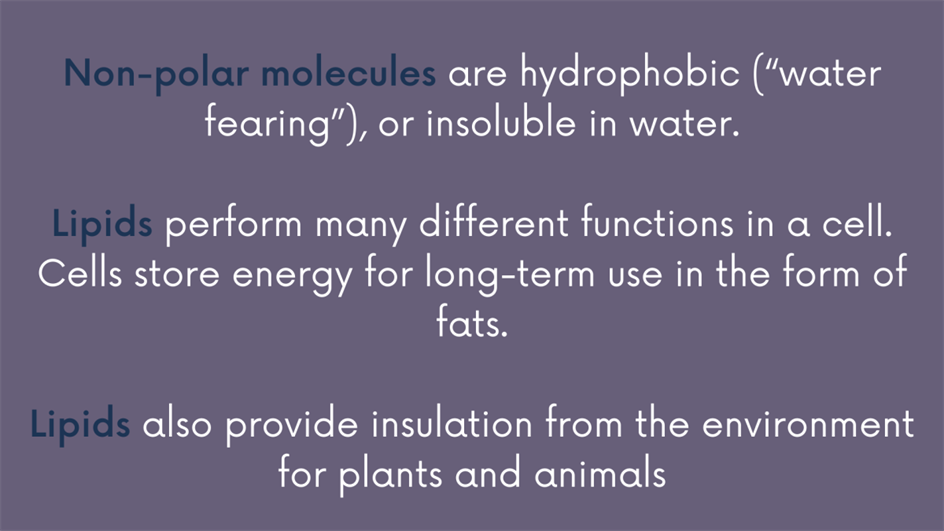 Non-polar molecules are hydrophobic (“water
fearing”), or insoluble in water.
Lipids perform many different functions in a cell.
Cells store energy for long-term use in the form of
fats.
Lipids also provide insulation from the environment
for plants and animals